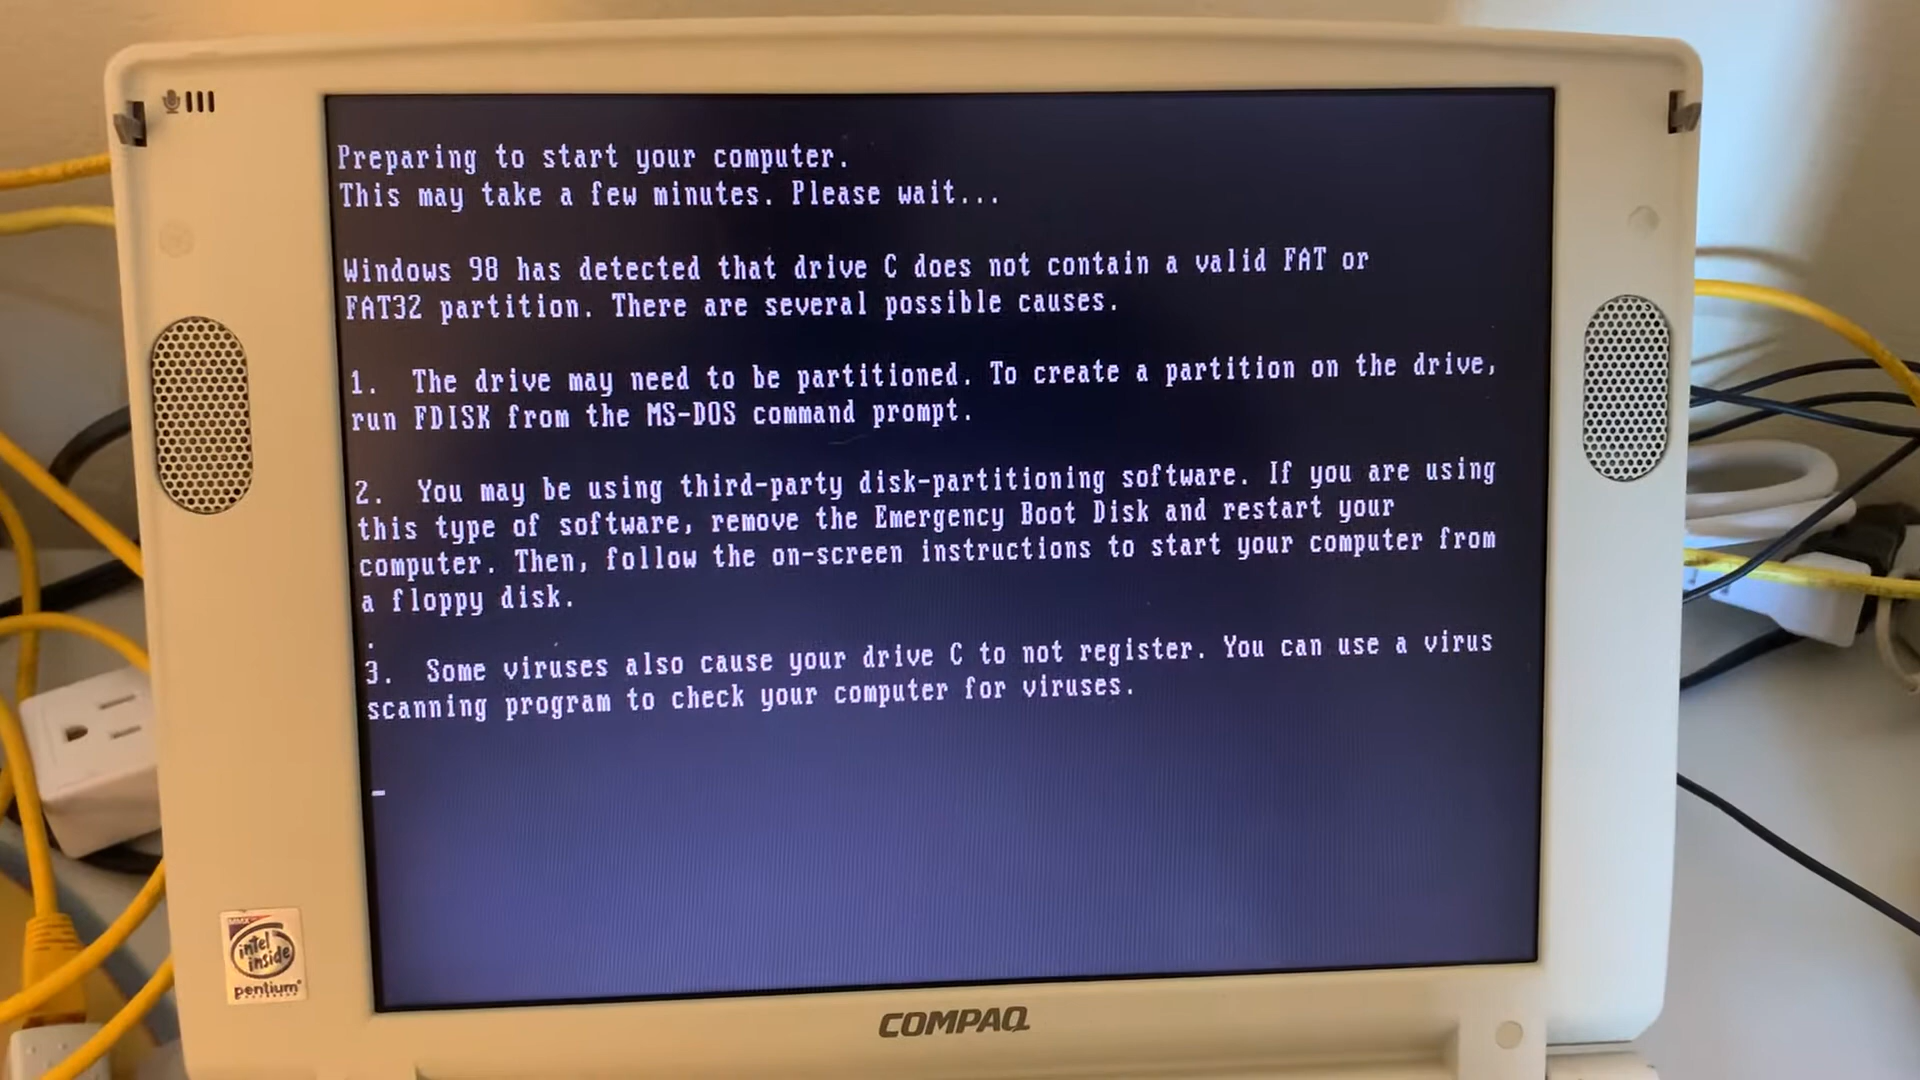 Preparing to start your computer.
This may take a few minutes. Please wait...
Windows 98 has detected that drive C does not contain a valid FAT or
FAT32 partition. There are several possible causes.
1. The drive may need to be partitioned. To create a partition on the drive,
run FDISK from the MS-DOS command prompt.
2. You may be using third-party disk-partitioning software. If you are using
this type of software, remove the Emergency Boot Disk and restart your
computer. Then, follow the on-screen instructions to start your computer from
a floppy disk.
.
3. Some viruses also cause your drive C to not register. You can use a virus
scanning program to check your computer for viruses.
_
MMX
intel
inside
pentium
COMPAQ